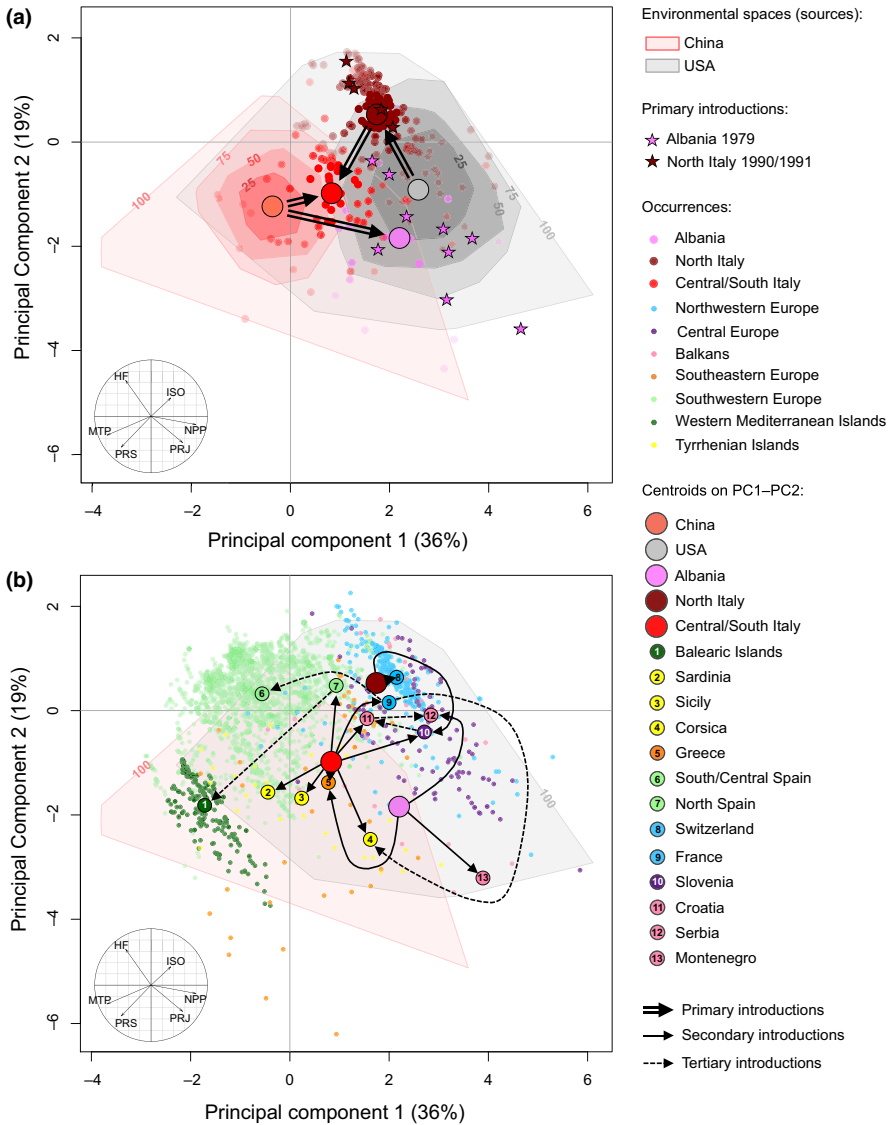 (a)
Principal Component 2 (19%)
2
0
−2
−4
−6
100
75
50
25
25
50
75
100
HF
ISO
MTP
NPP
PRS
PRJ
−4
−2
0
2
4
6
Principal component 1 (36%)
Environmental spaces (sources):
China
USA
Primary introductions:
Albania 1979
North Italy 1990/1991
Occurrences:
Albania
North Italy
Central/South Italy
Northwestern Europe
Central Europe
Balkans
Southeastern Europe
Southwestern Europe
Western Mediterranean Islands
Tyrrhenian Islands
Centroids on PC1–PC2:
China
USA
Albania
North Italy
Central/South Italy
1 Balearic Islands
2 Sardinia
3 Sicily
4 Corsica
5 Greece
6 South/Central Spain
7 North Spain
8 Switzerland
9 France
10 Slovenia
11 Croatia
12 Serbia
13 Montenegro
Primary introductions
Secondary introductions
Tertiary introductions
(b)
Principal Component 2 (19%)
2
0
−2
−4
−6
100
100
6
7
8
9
11
12
10
1
2
3
5
4
13
HF
ISO
MTP
NPP
PRS
PRJ
−4
−2
0
2
4
6
Principal component 1 (36%)